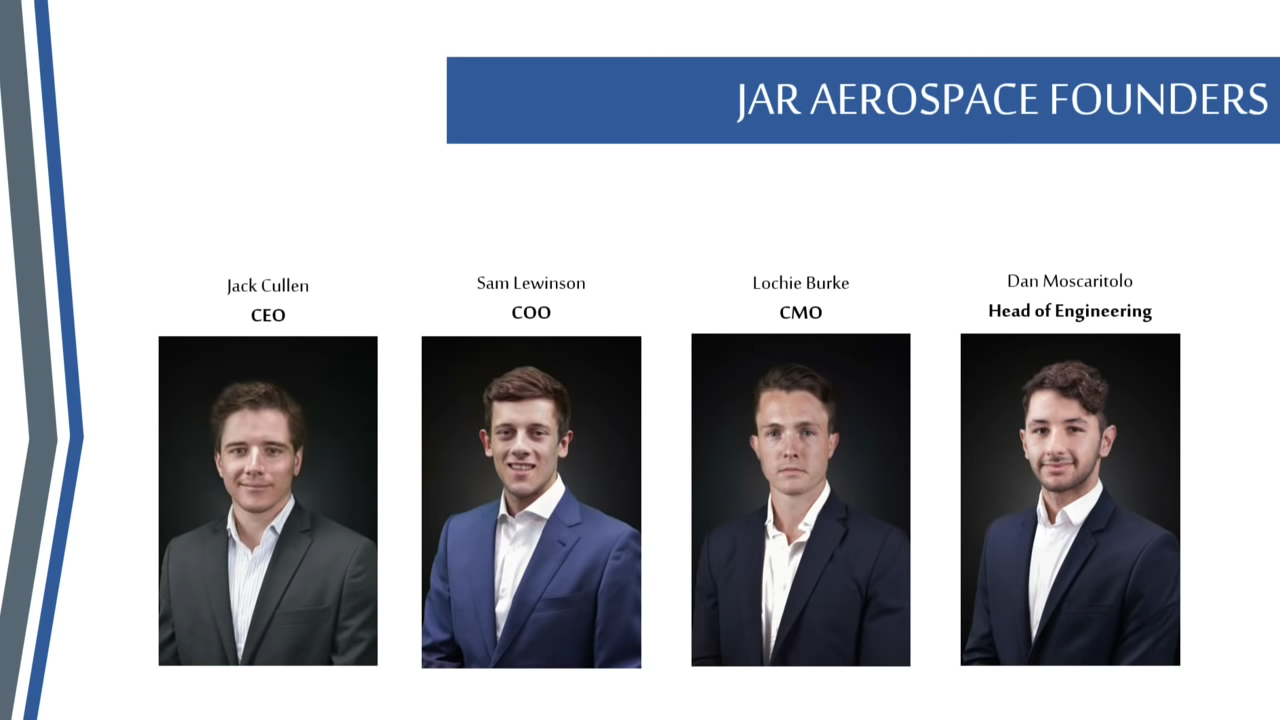 JAR AEROSPACE FOUNDERS
Jack Cullen
CEO
Sam Lewinson
COO
Lochie Burke
CMO
Dan Moscaritolo
Head of Engineering